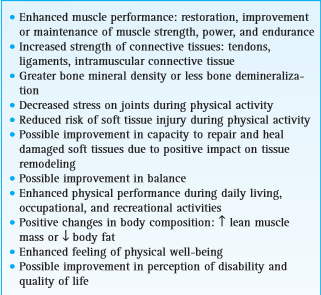 • Enhanced muscle performance: restoration, improvement
or maintenance of muscle strength, power, and endurance
• Increased strength of connective tissues: tendons,
ligaments, intramuscular connective tissue
• Greater bone mineral density or less bone demineraliza-
tion
• Decreased stress on joints during physical activity
• Reduced risk of soft tissue injury during physical activity
• Possible improvement in capacity to repair and heal
damaged soft tissues due to positive impact on tissue
remodeling
• Possible improvement in balance
• Enhanced physical performance during daily living,
occupational, and recreational activities
• Positive changes in body composition: ↑ lean muscle
mass or ↓ body fat
• Enhanced feeling of physical well-being
• Possible improvement in perception of disability and
quality of life